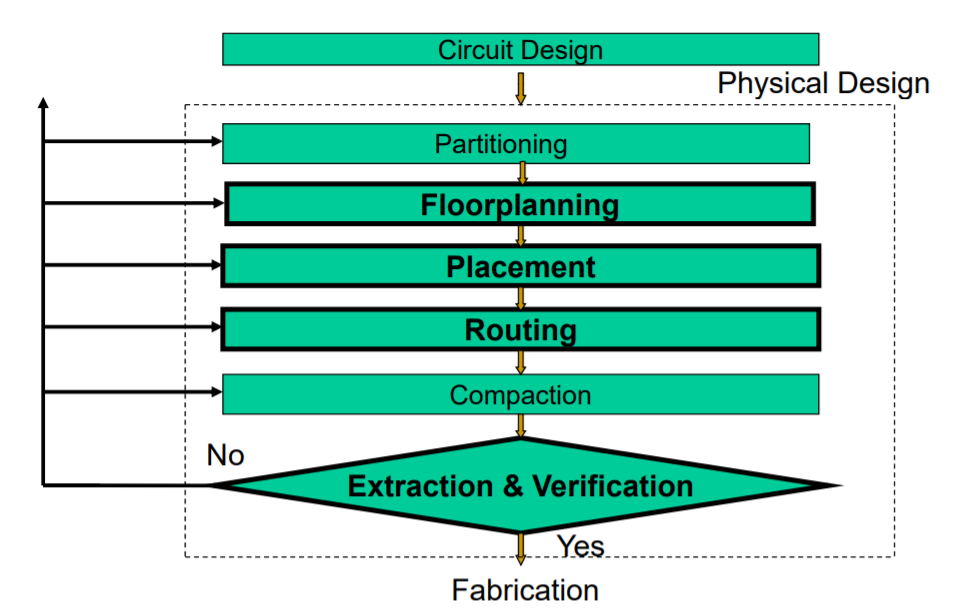 Circuit Design
Physical Design
Partitioning
Floorplanning
Placement
Routing
Compaction
No
Extraction & Verification
Yes
Fabrication